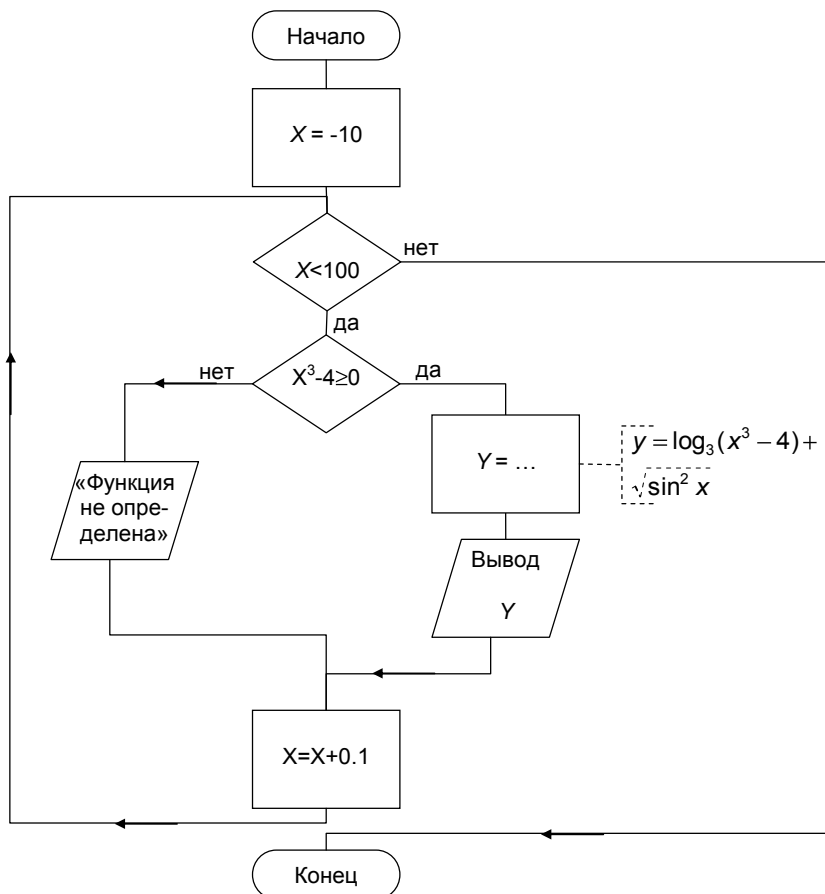 Начало
X = -10
нет
X<100
да
нет
X³-4≥0
да
Y = …
y = log₃(x³ − 4) +
√sin² x
«Функция
не опре-
делена»
Вывод
Y
X=X+0.1
Конец